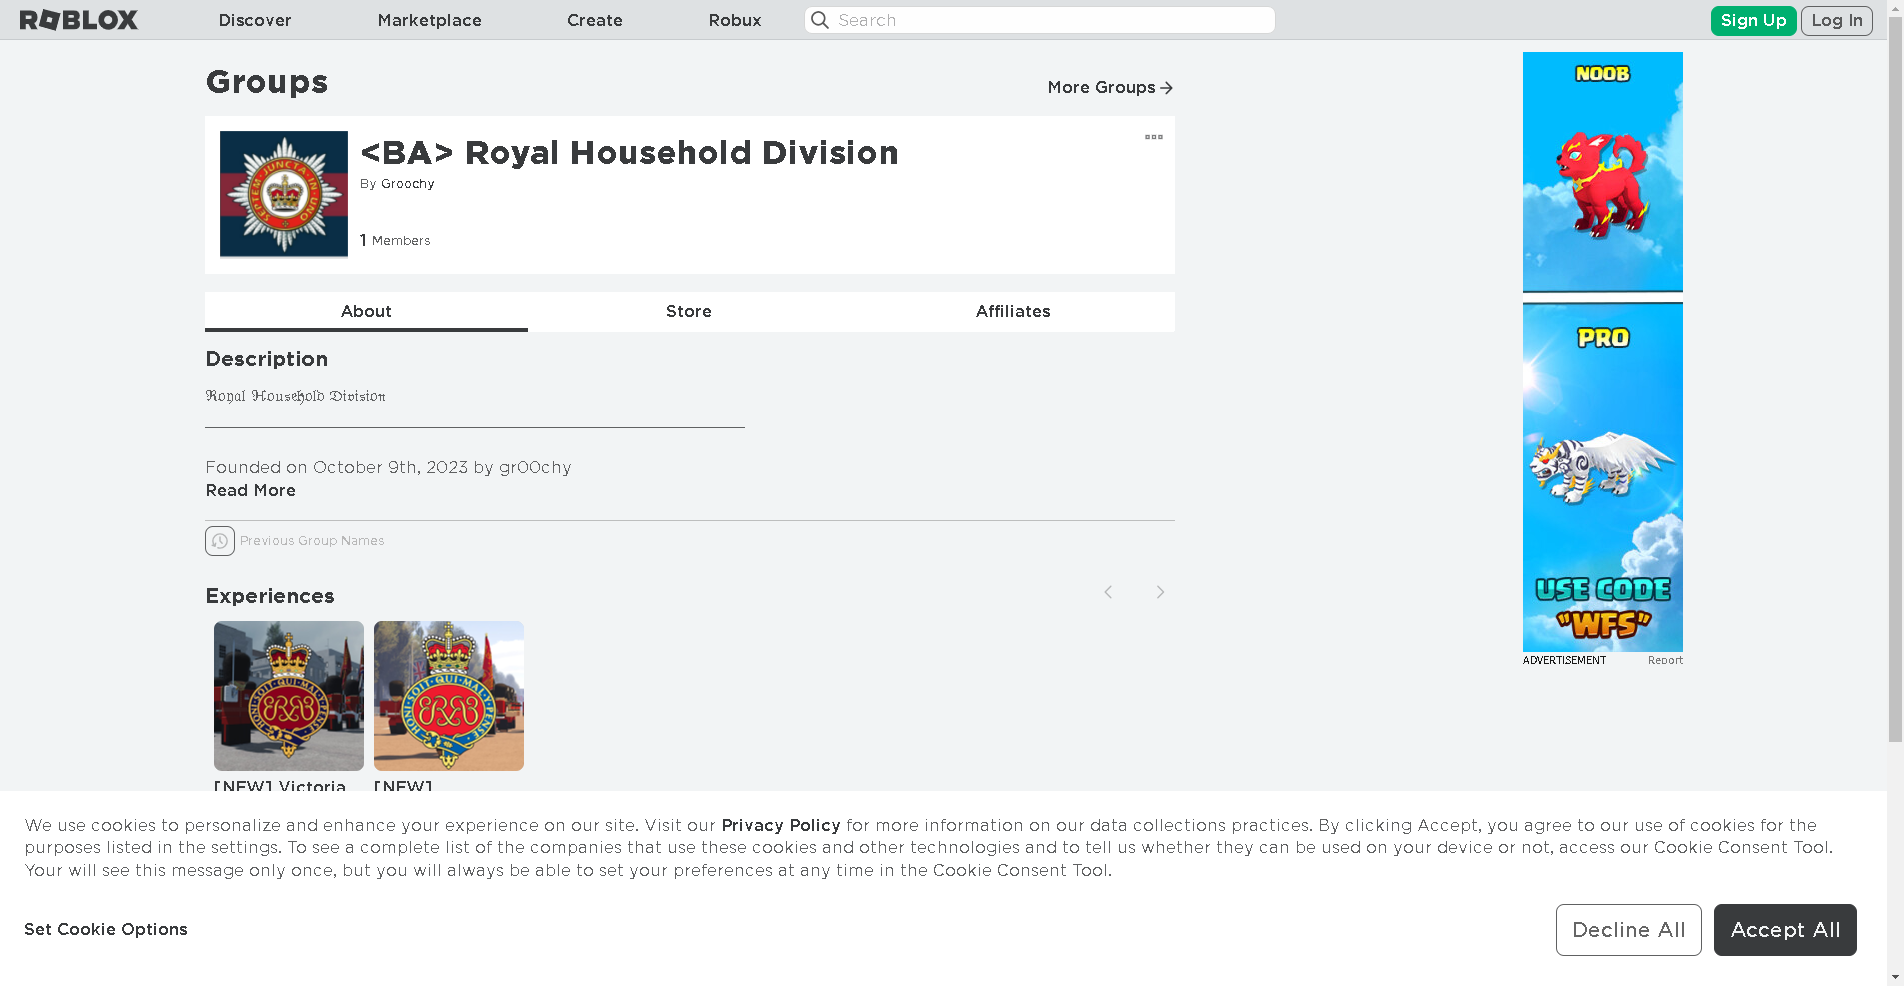 ROBLOX
Discover
Marketplace
Create
Robux
Search
Sign Up
Log In
Groups
More Groups
<BA> Royal Household Division
By Groochy
1 Members
SEPTEM JUNCTA IN UNO
About
Store
Affiliates
Description
ℜ𝔬𝔶𝔞𝔩 ℌ𝔬𝔲𝔰𝔢𝔥𝔬𝔩𝔡 𝔇𝔦𝔳𝔦𝔰𝔦𝔬𝔫
Founded on October 9th, 2023 by gr00chy
Read More
Previous Group Names
Experiences
[NEW] Victoria
[NEW]
NOOB
PRO
USE CODE
"WFS"
ADVERTISEMENT
Report
We use cookies to personalize and enhance your experience on our site. Visit our Privacy Policy for more information on our data collections practices. By clicking Accept, you agree to our use of cookies for the
purposes listed in the settings. To see a complete list of the companies that use these cookies and other technologies and to tell us whether they can be used on your device or not, access our Cookie Consent Tool.
Your will see this message only once, but you will always be able to set your preferences at any time in the Cookie Consent Tool.
Set Cookie Options
Decline All
Accept All